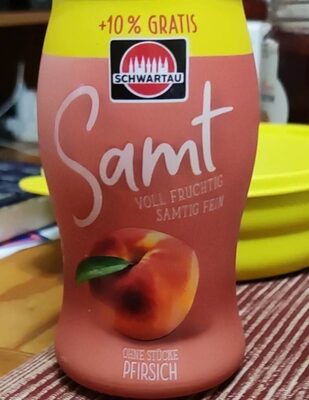 +10% GRATIS
SCHWARTAU
Samt
VOLL FRUCHTIG
SAMTIG FEIN
OHNE STÜCKE
PFIRSICH